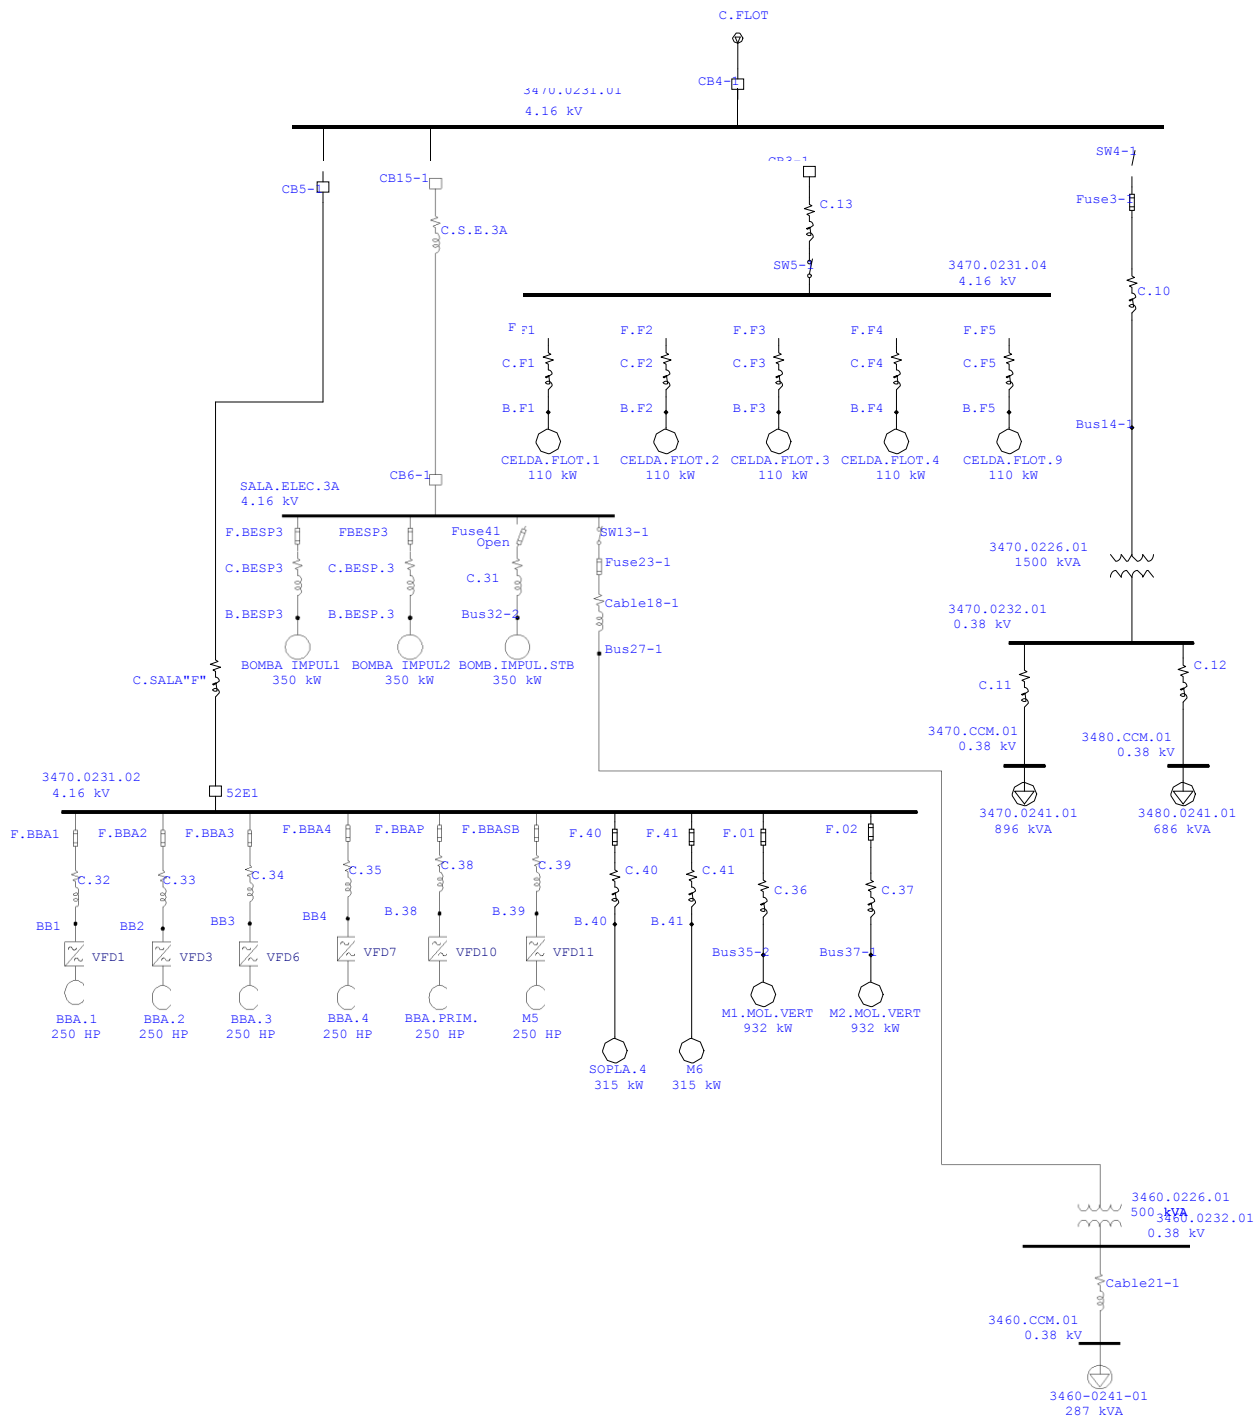 C.FLOT
CB4-1
3470.0231.01
4.16 kV
CB5-1
CB15-1
CB3-1
SW4-1
Fuse3-1
C.13
C.S.E.3A
SW5-1
3470.0231.04
4.16 kV
C.10
F F1
F.F2
F.F3
F.F4
F.F5
C.F1
C.F2
C.F3
C.F4
C.F5
B.F1
B.F2
B.F3
B.F4
B.F5
Bus14-1
CELDA.FLOT.1
110 kW
CELDA.FLOT.2
110 kW
CELDA.FLOT.3
110 kW
CELDA.FLOT.4
110 kW
CELDA.FLOT.9
110 kW
CB6-1
SALA.ELEC.3A
4.16 kV
F.BESP3
FBESP3
Fuse41
Open
SW13-1
Fuse23-1
C.BESP3
C.BESP.3
C.31
Cable18-1
B.BESP3
B.BESP.3
Bus32-2
Bus27-1
BOMBA IMPUL1
350 kW
BOMBA IMPUL2
350 kW
BOMB.IMPUL.STB
350 kW
3470.0226.01
1500 kVA
3470.0232.01
0.38 kV
C.11
C.12
3470.CCM.01
0.38 kV
3480.CCM.01
0.38 kV
3470.0241.01
896 kVA
3480.0241.01
686 kVA
C.SALA"F"
3470.0231.02
4.16 kV
52E1
F.BBA1
F.BBA2
F.BBA3
F.BBA4
F.BBAP
F.BBASB
F.40
F.41
F.01
F.02
C.32
C.33
C.34
C.35
C.38
C.39
C.40
C.41
C.36
C.37
BB1
BB2
BB3
BB4
B.38
B.39
B.40
B.41
Bus35-2
Bus37-1
VFD1
VFD3
VFD6
VFD7
VFD10
VFD11
BBA.1
250 HP
BBA.2
250 HP
BBA.3
250 HP
BBA.4
250 HP
BBA.PRIM.
250 HP
M5
250 HP
M1.MOL.VERT
932 kW
M2.MOL.VERT
932 kW
SOPLA.4
315 kW
M6
315 kW
3460.0226.01
500 kVA
3460.0232.01
0.38 kV
Cable21-1
3460.CCM.01
0.38 kV
3460-0241-01
287 kVA